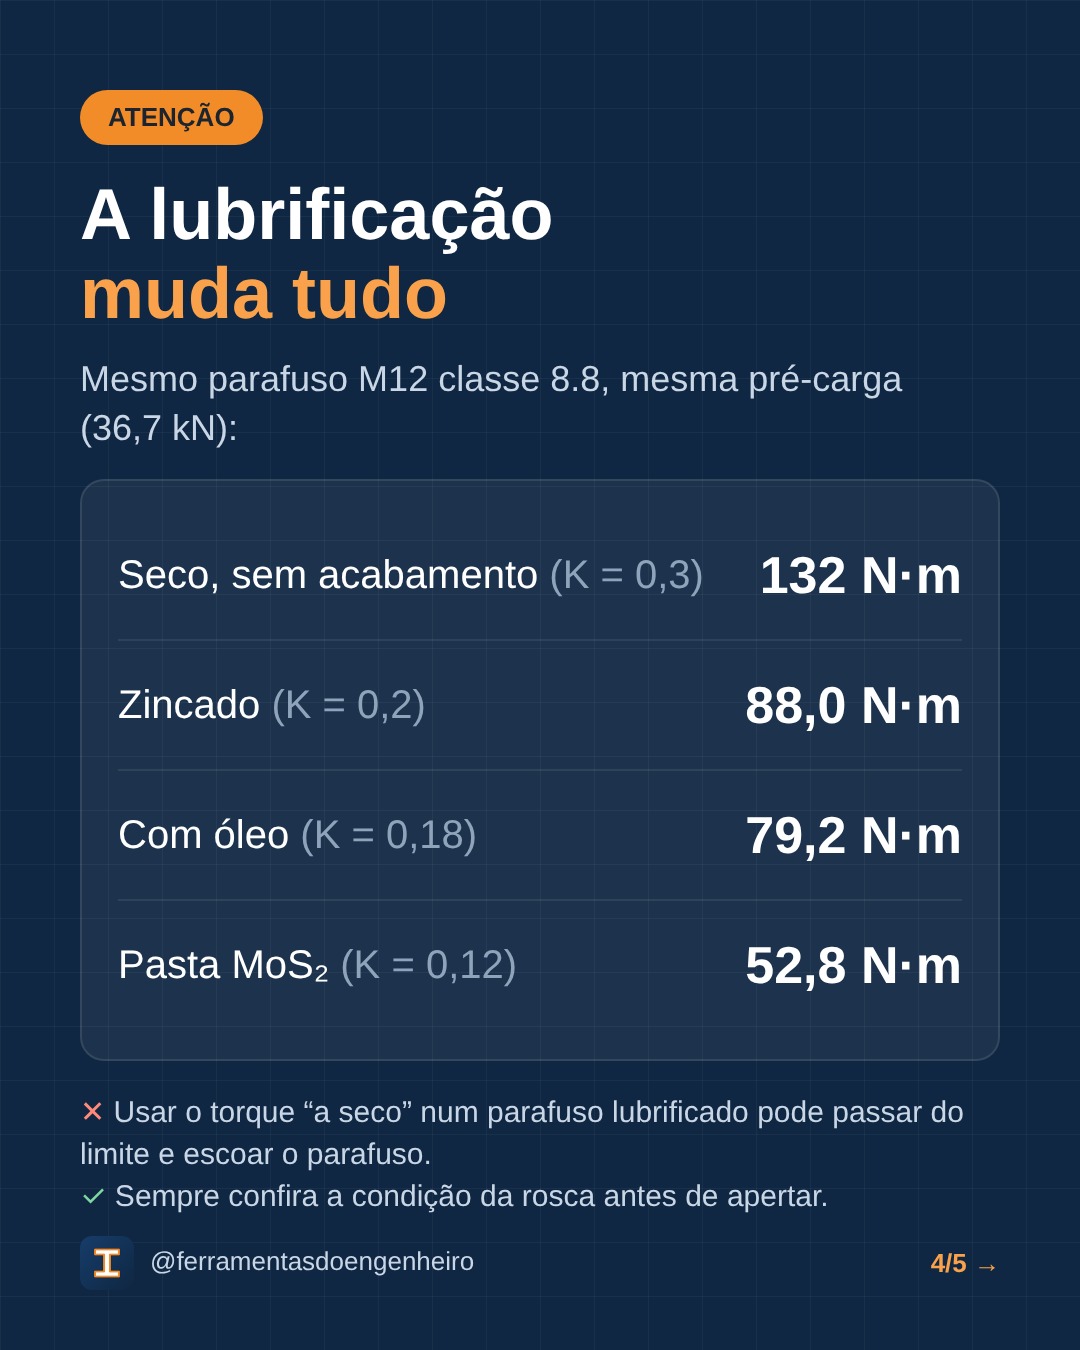 ATENÇÃO
A lubrificação
muda tudo
Mesmo parafuso M12 classe 8.8, mesma pré-carga
(36,7 kN):
Seco, sem acabamento (K = 0,3) 132 N·m
Zincado (K = 0,2) 88,0 N·m
Com óleo (K = 0,18) 79,2 N·m
Pasta MoS₂ (K = 0,12) 52,8 N·m
✕ Usar o torque “a seco” num parafuso lubrificado pode passar do
limite e escoar o parafuso.
✓ Sempre confira a condição da rosca antes de apertar.
@ferramentasdoengenheiro 4/5 →